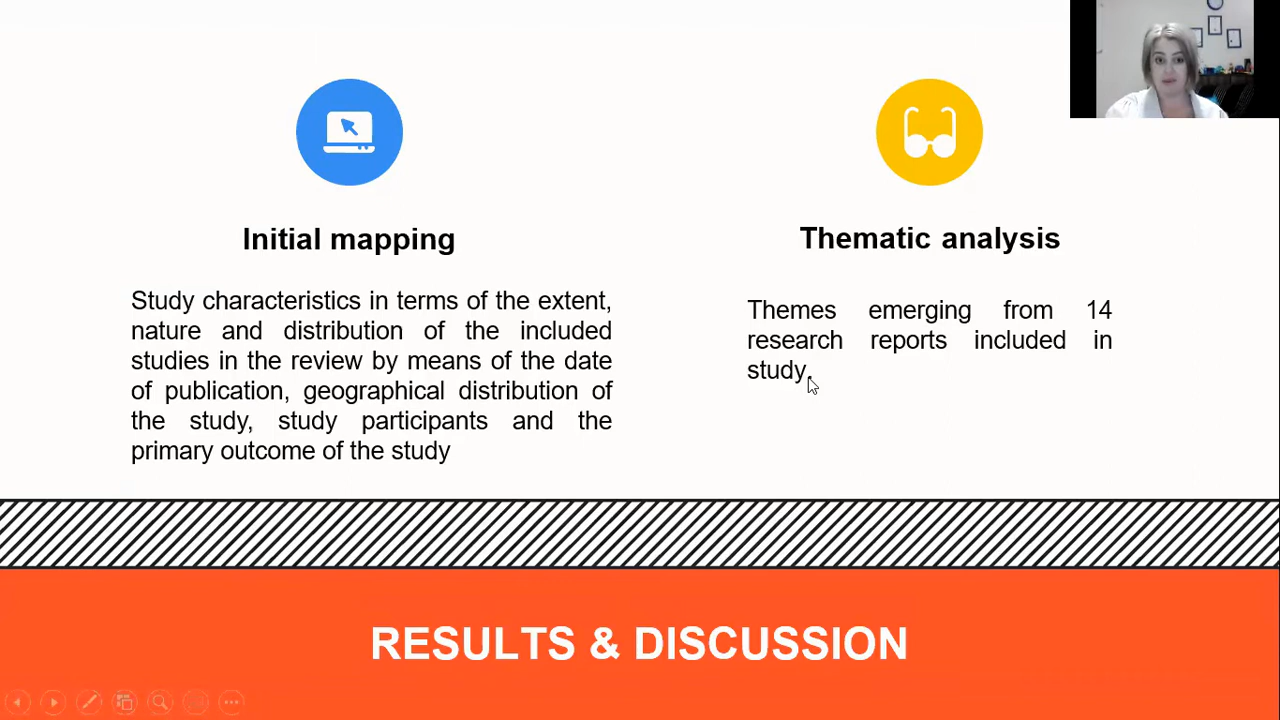 Initial mapping
Study characteristics in terms of the extent,
nature and distribution of the included
studies in the review by means of the date
of publication, geographical distribution of
the study, study participants and the
primary outcome of the study
Thematic analysis
Themes emerging from 14
research reports included in
study.
RESULTS & DISCUSSION